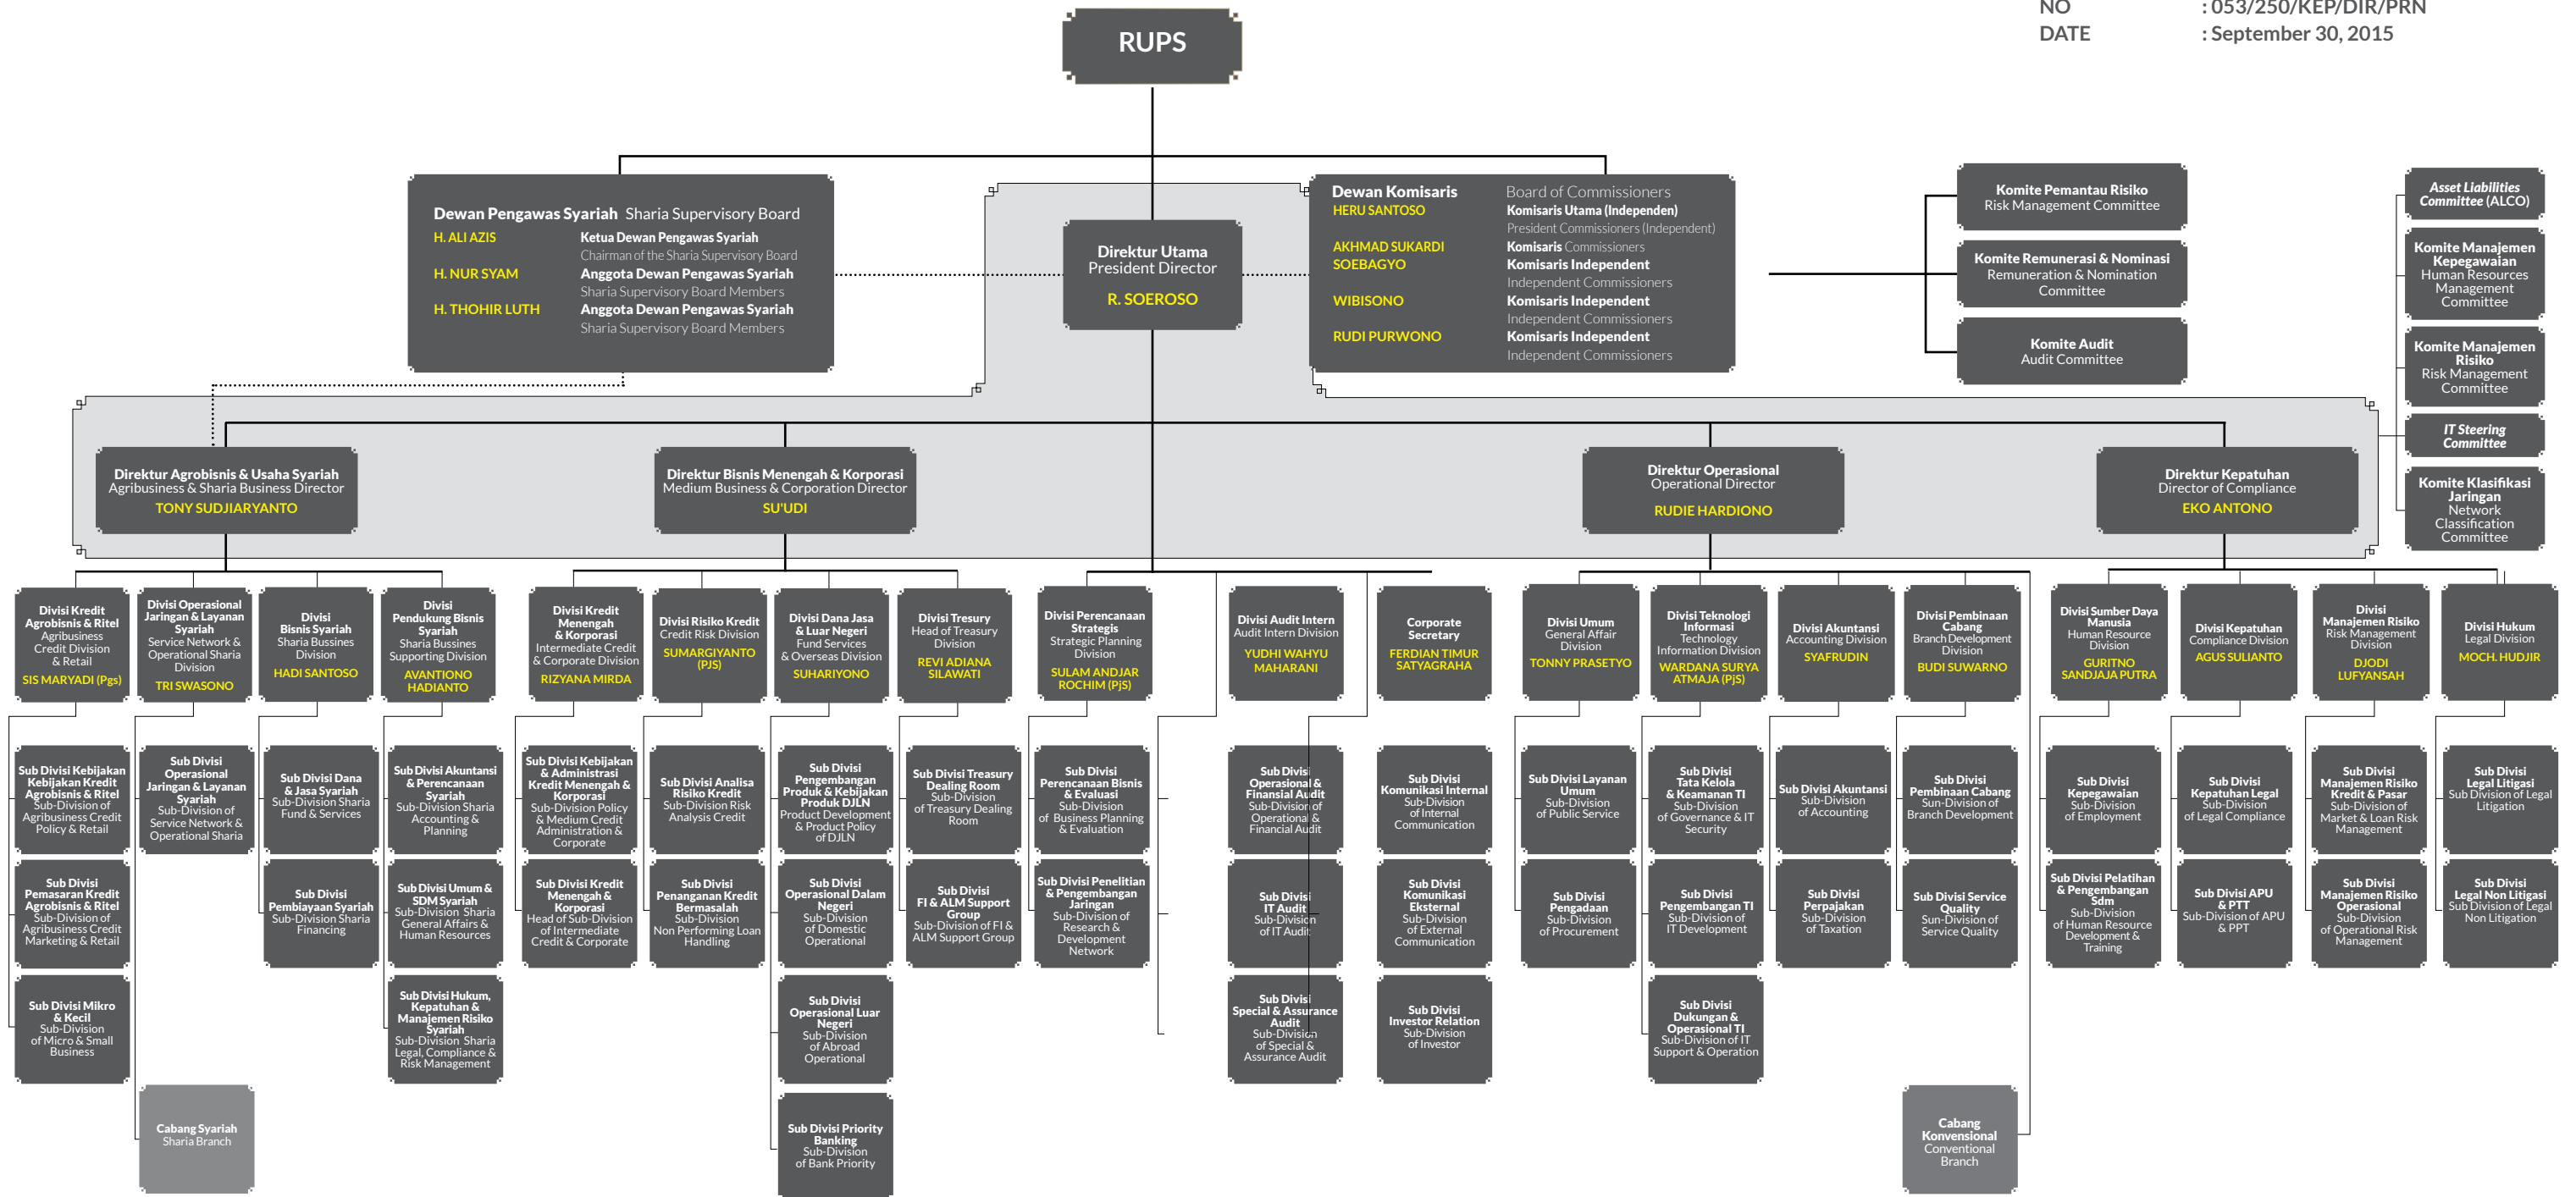 NO : 053/250/KEP/DIR/PRN
DATE : September 30, 2015
RUPS
Dewan Pengawas Syariah Sharia Supervisory Board
H. ALI AZIS Ketua Dewan Pengawas Syariah
Chairman of the Sharia Supervisory Board
H. NUR SYAM Anggota Dewan Pengawas Syariah
Sharia Supervisory Board Members
H. THOHIR LUTH Anggota Dewan Pengawas Syariah
Sharia Supervisory Board Members
Direktur Utama
President Director
R. SOEROSO
Dewan Komisaris Board of Commissioners
HERU SANTOSO Komisaris Utama (Independen)
President Commissioners (Independent)
AKHMAD SUKARDI Komisaris Commissioners
SOEBAGYO Komisaris Independent
Independent Commissioners
WIBISONO Komisaris Independent
Independent Commissioners
RUDI PURWONO Komisaris Independent
Independent Commissioners
Komite Pemantau Risiko
Risk Management Committee
Komite Remunerasi & Nominasi
Remuneration & Nomination
Committee
Komite Audit
Audit Committee
Asset Liabilities
Committee (ALCO)
Komite Manajemen
Kepegawaian
Human Resources
Management
Committee
Komite Manajemen
Risiko
Risk Management
Committee
IT Steering
Committee
Komite Klasifikasi
Jaringan
Network
Classification
Committee
Direktur Agrobisnis & Usaha Syariah
Agribusiness & Sharia Business Director
TONY SUDJIARYANTO
Direktur Bisnis Menengah & Korporasi
Medium Business & Corporation Director
SU'UDI
Direktur Operasional
Operational Director
RUDIE HARDIONO
Direktur Kepatuhan
Director of Compliance
EKO ANTONO
Divisi Kredit
Agrobisnis & Ritel
Agribusiness
Credit Division
& Retail
SIS MARYADI (Pgs)
Divisi Operasional
Jaringan & Layanan
Syariah
Service Network &
Operational Sharia
Division
TRI SWASONO
Divisi
Bisnis Syariah
Sharia Bussines
Division
HADI SANTOSO
Divisi
Pendukung Bisnis
Syariah
Sharia Bussines
Supporting Division
AVANTIONO
HADIANTO
Divisi Kredit
Menengah
& Korporasi
Intermediate Credit
& Corporate Division
RIZYANA MIRDA
Divisi Risiko Kredit
Credit Risk Division
SUMARGIYANTO
(PJS)
Divisi Dana Jasa
& Luar Negeri
Fund Services
& Overseas Division
SUHARIYONO
Divisi Tresury
Head of Treasury
Division
REVI ADIANA
SILAWATI
Divisi Perencanaan
Strategis
Strategic Planning
Division
SULAM ANDJAR
ROCHIM (PjS)
Divisi Audit Intern
Audit Intern Division
YUDHI WAHYU
MAHARANI
Corporate
Secretary
FERDIAN TIMUR
SATYAGRAHA
Divisi Umum
General Affair
Division
TONNY PRASETYO
Divisi Teknologi
Informasi
Technology
Information Division
WARDANA SURYA
ATMAJA (PjS)
Divisi Akuntansi
Accounting Division
SYAFRUDIN
Divisi Pembinaan
Cabang
Branch Development
Division
BUDI SUWARNO
Divisi Sumber Daya
Manusia
Human Resource
Division
GURITNO
SANDJAJA PUTRA
Divisi Kepatuhan
Compliance Division
AGUS SULIANTO
Divisi
Manajemen Risiko
Risk Management
Division
DJODI
LUFYANSAH
Divisi Hukum
Legal Division
MOCH. HUDJIR
Sub Divisi Kebijakan
Kebijakan Kredit
Agrobisnis & Ritel
Sub-Division of
Agribusiness Credit
Policy & Retail
Sub Divisi
Operasional
Jaringan & Layanan
Syariah
Sub-Division of
Service Network &
Operational Sharia
Sub Divisi Dana
& Jasa Syariah
Sub-Division Sharia
Fund & Services
Sub Divisi Akuntansi
& Perencanaan
Syariah
Sub-Division Sharia
Accounting &
Planning
Sub Divisi Kebijakan
& Administrasi
Kredit Menengah &
Korporasi
Sub-Division Policy
& Medium Credit
Administration &
Corporate
Sub Divisi Analisa
Risiko Kredit
Sub-Division Risk
Analysis Credit
Sub Divisi
Pengembangan
Produk & Kebijakan
Produk DJLN
Product Development
& Product Policy
of DJLN
Sub Divisi Treasury
Dealing Room
Sub-Division
of Treasury Dealing
Room
Sub Divisi
Perencanaan Bisnis
& Evaluasi
Sub-Division
of Business Planning
& Evaluation
Sub Divisi
Operasional &
Finansial Audit
Sub-Division of
Operational &
Financial Audit
Sub Divisi
Komunikasi Internal
Sub-Division
of Internal
Communication
Sub Divisi Layanan
Umum
Sub-Division
of Public Service
Sub Divisi
Tata Kelola
& Keamanan TI
Sub-Division
of Governance & IT
Security
Sub Divisi Akuntansi
Sub-Division
of Accounting
Sub Divisi
Pembinaan Cabang
Sun-Division of
Branch Development
Sub Divisi
Kepegawaian
Sub-Division
of Employment
Sub Divisi
Kepatuhan Legal
Sub-Division
of Legal Compliance
Sub Divisi
Manajemen Risiko
Kredit & Pasar
Sub-Division of
Market & Loan Risk
Management
Sub Divisi
Legal Litigasi
Sub Division of Legal
Litigation
Sub Divisi
Pemasaran Kredit
Agrobisnis & Ritel
Sub-Division of
Agribusiness Credit
Marketing & Retail
Sub Divisi
Pembiayaan Syariah
Sub-Division Sharia
Financing
Sub Divisi Umum &
SDM Syariah
Sub-Division Sharia
General Affairs &
Human Resources
Sub Divisi Kredit
Menengah &
Korporasi
Head of Sub-Division
of Intermediate
Credit & Corporate
Sub Divisi
Penanganan Kredit
Bermasalah
Sub-Division
Non Performing Loan
Handling
Sub Divisi
Operasional Dalam
Negeri
Sub-Division
of Domestic
Operational
Sub Divisi
FI & ALM Support
Group
Sub-Division of FI &
ALM Support Group
Sub Divisi Penelitian
& Pengembangan
Jaringan
Sub-Division of
Research &
Development
Network
Sub Divisi
IT Audit
Sub-Division
of IT Audit
Sub Divisi
Komunikasi
Eksternal
Sub-Division
of External
Communication
Sub Divisi
Pengadaan
Sub-Division
of Procurement
Sub Divisi
Pengembangan TI
Sub-Division of
IT Development
Sub Divisi
Perpajakan
Sub-Division
of Taxation
Sub Divisi Service
Quality
Sun-Division of
Service Quality
Sub Divisi Pelatihan
& Pengembangan
Sdm
Sub-Division
of Human Resource
Development &
Training
Sub Divisi APU
& PTT
Sub-Division of APU
& PPT
Sub Divisi
Manajemen Risiko
Operasional
Sub-Division
of Operational Risk
Management
Sub Divisi
Legal Non Litigasi
Sub Division of Legal
Non Litigation
Sub Divisi Mikro
& Kecil
Sub-Division
of Micro & Small
Business
Sub Divisi Hukum,
Kepatuhan &
Manajemen Risiko
Syariah
Sub-Division Sharia
Legal, Compliance &
Risk Management
Sub Divisi
Operasional Luar
Negeri
Sub-Division
of Abroad
Operational
Sub Divisi
Special & Assurance
Audit
Sub-Division
of Special &
Assurance Audit
Sub Divisi
Investor Relation
Sub-Division
of Investor
Sub Divisi
Dukungan &
Operasional TI
Sub-Division of IT
Support & Operation
Cabang Syariah
Sharia Branch
Sub Divisi Priority
Banking
Sub-Division
of Bank Priority
Cabang
Konvensional
Conventional
Branch